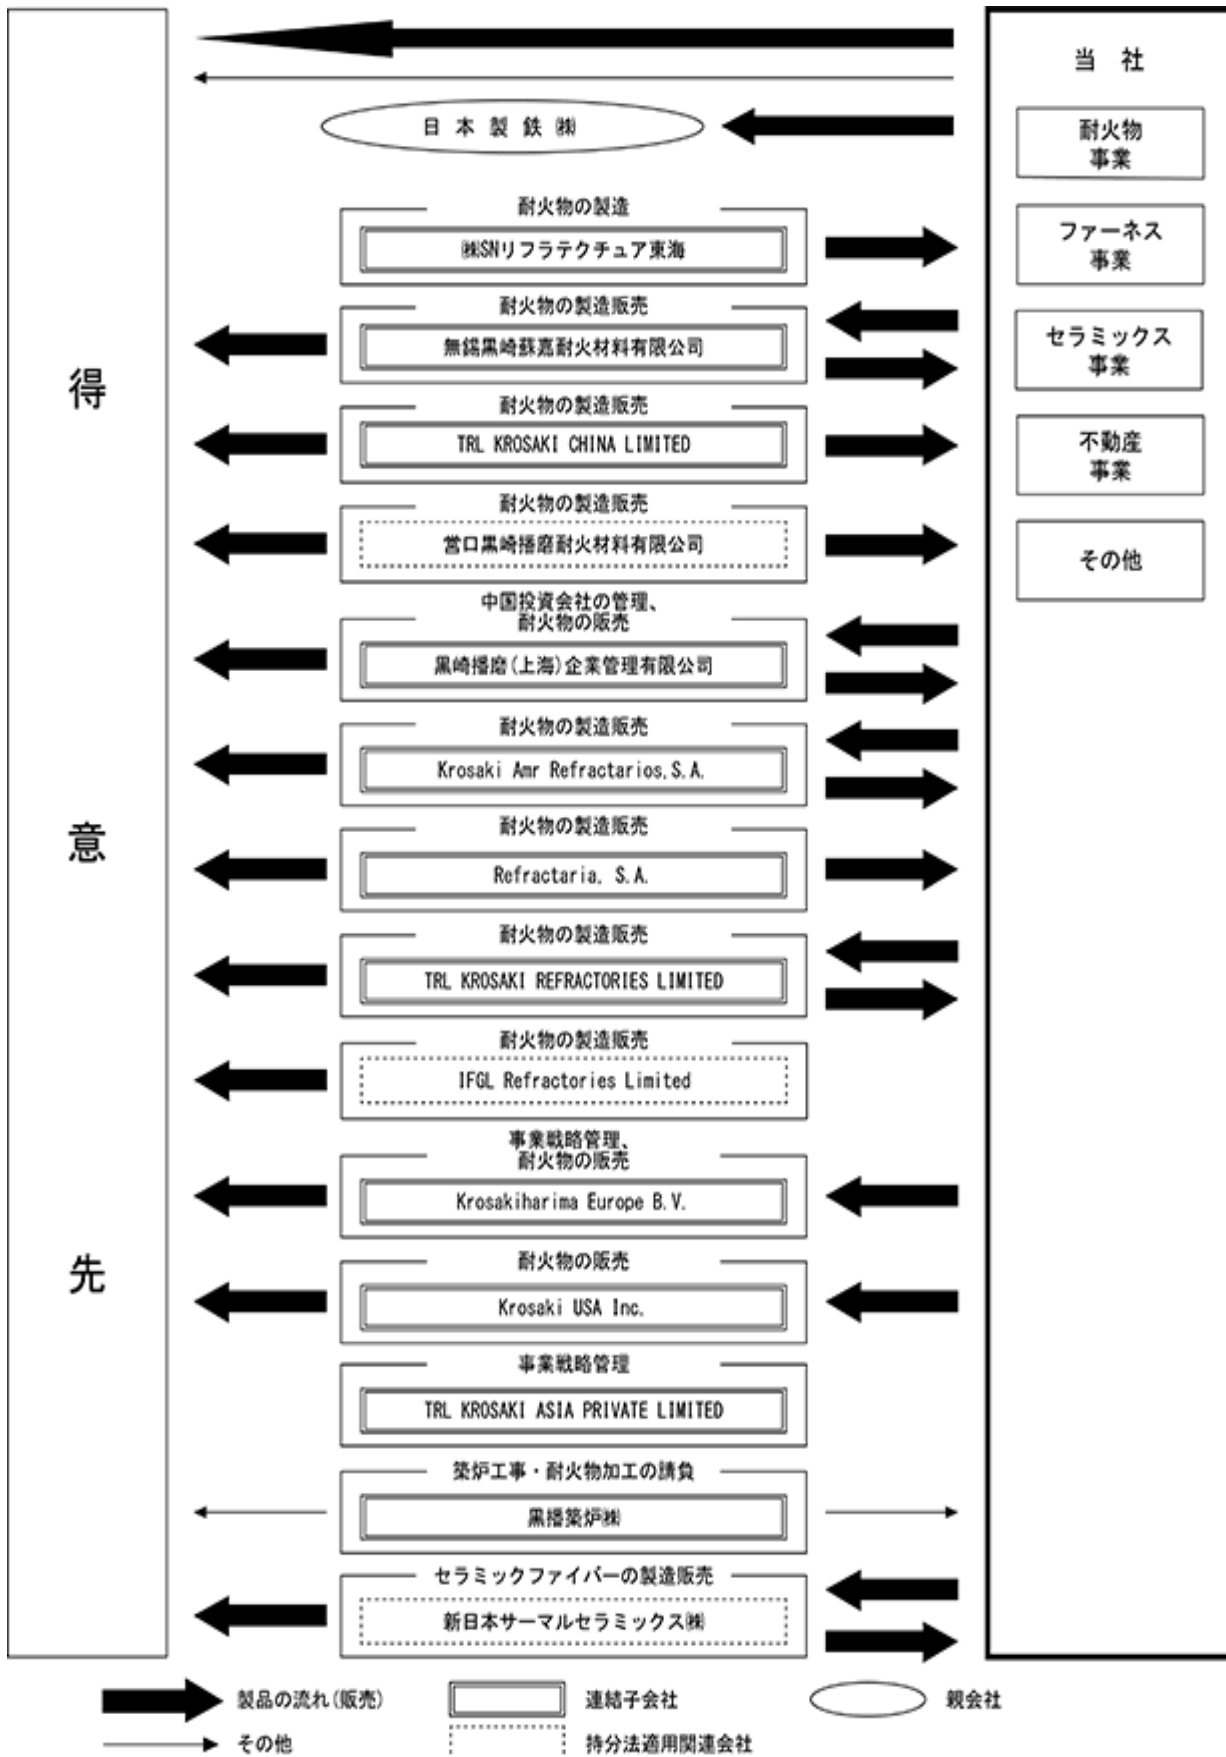 当 社
耐火物
事業
ファーネス
事業
セラミックス
事業
不動産
事業
その他
得
意
先
日 本 製 鉄 ㈱
耐火物の製造
㈱SNリフラテクチュア東海
耐火物の製造販売
無錫黒崎蘇嘉耐火材料有限公司
耐火物の製造販売
TRL KROSAKI CHINA LIMITED
耐火物の製造販売
営口黒崎播磨耐火材料有限公司
中国投資会社の管理、
耐火物の販売
黒崎播磨(上海)企業管理有限公司
耐火物の製造販売
Krosaki Amr Refractarios,S.A.
耐火物の製造販売
Refractaria, S.A.
耐火物の製造販売
TRL KROSAKI REFRACTORIES LIMITED
耐火物の製造販売
IFGL Refractories Limited
事業戦略管理、
耐火物の販売
Krosakiharima Europe B.V.
耐火物の販売
Krosaki USA Inc.
事業戦略管理
TRL KROSAKI ASIA PRIVATE LIMITED
築炉工事・耐火物加工の請負
黒播築炉㈱
セラミックファイバーの製造販売
新日本サーマルセラミックス㈱
製品の流れ(販売)
連結子会社
親会社
その他
持分法適用関連会社